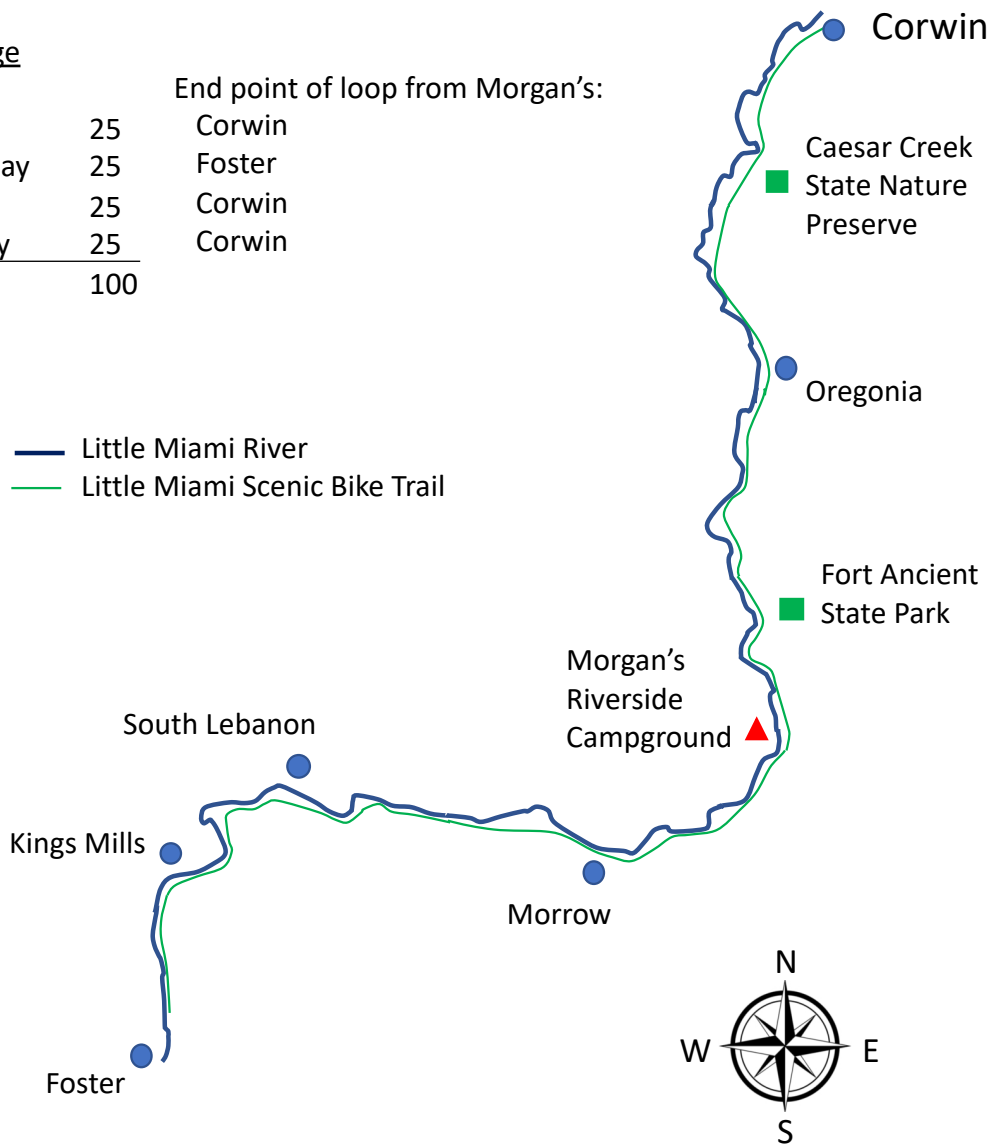 ge
End point of loop from Morgan's:
25 Corwin
ay 25 Foster
25 Corwin
y 25 Corwin
100
Corwin
Caesar Creek
State Nature
Preserve
Oregonia
Little Miami River
Little Miami Scenic Bike Trail
Fort Ancient
State Park
Morgan's
Riverside
Campground
South Lebanon
Kings Mills
Morrow
Foster
N
W E
S